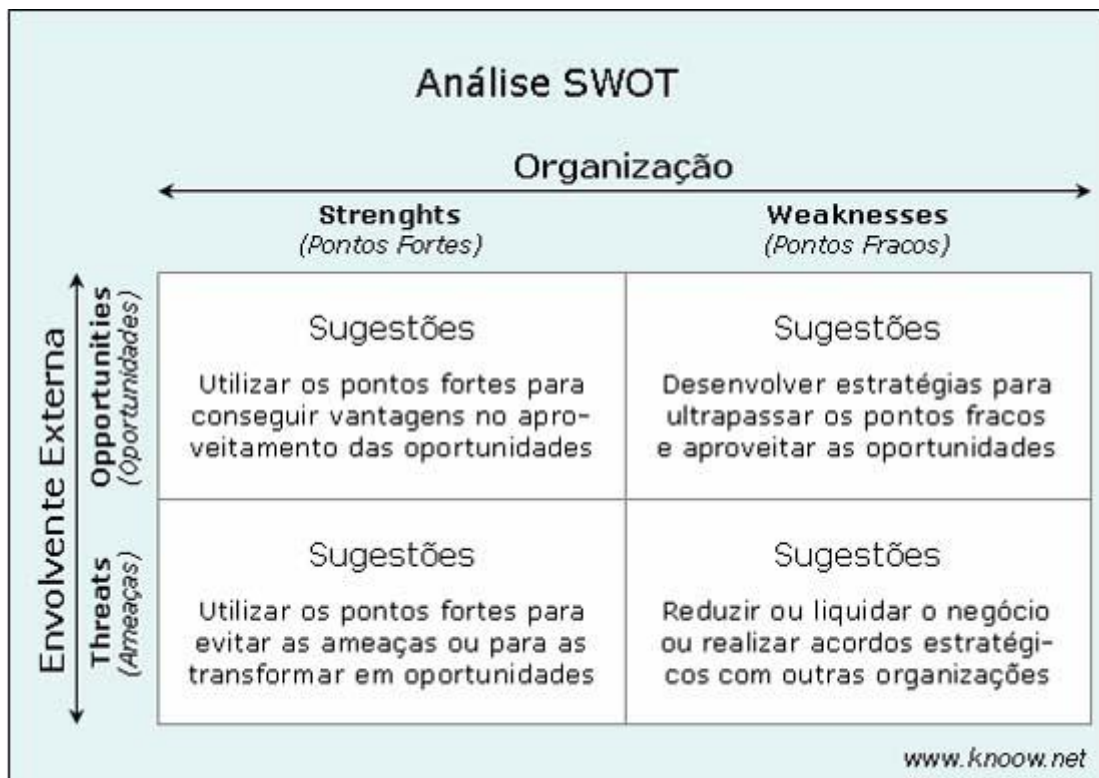 Análise SWOT
Organização
Strenghts
(Pontos Fortes)
Weaknesses
(Pontos Fracos)
Envolvente Externa
Opportunities
(Oportunidades)
Sugestões
Utilizar os pontos fortes para
conseguir vantagens no apro-
veitamento das oportunidades
Sugestões
Desenvolver estratégias para
ultrapassar os pontos fracos
e aproveitar as oportunidades
Threats
(Ameaças)
Sugestões
Utilizar os pontos fortes para
evitar as ameaças ou para as
transformar em oportunidades
Sugestões
Reduzir ou liquidar o negócio
ou realizar acordos estratégi-
cos com outras organizações
www.knoow.net